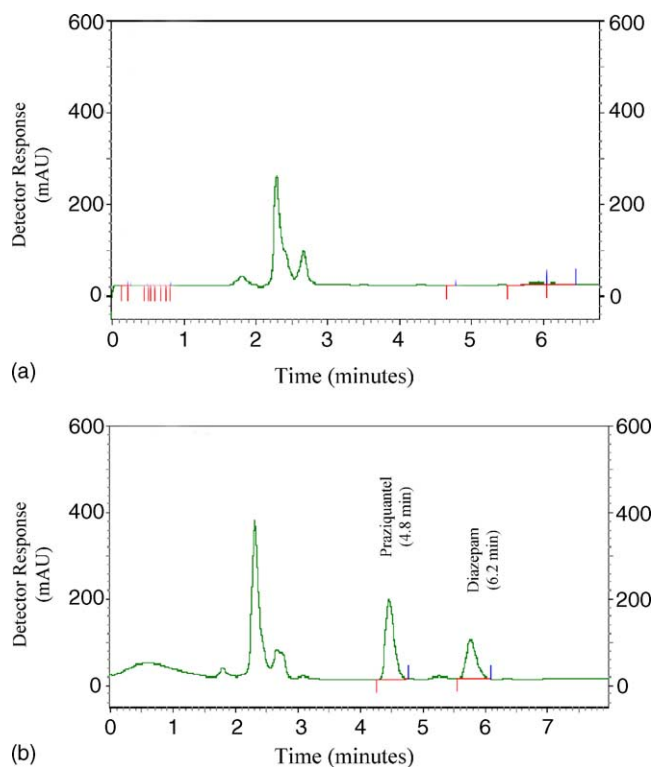 600
600
400
400
200
200
0
0
Detector Response
(mAU)
0
1
2
3
4
5
6
Time (minutes)
(a)
600
600
400
400
200
200
0
0
Detector Response
(mAU)
Praziquantel
(4.8 min)
Diazepam
(6.2 min)
0
1
2
3
4
5
6
7
Time (minutes)
(b)